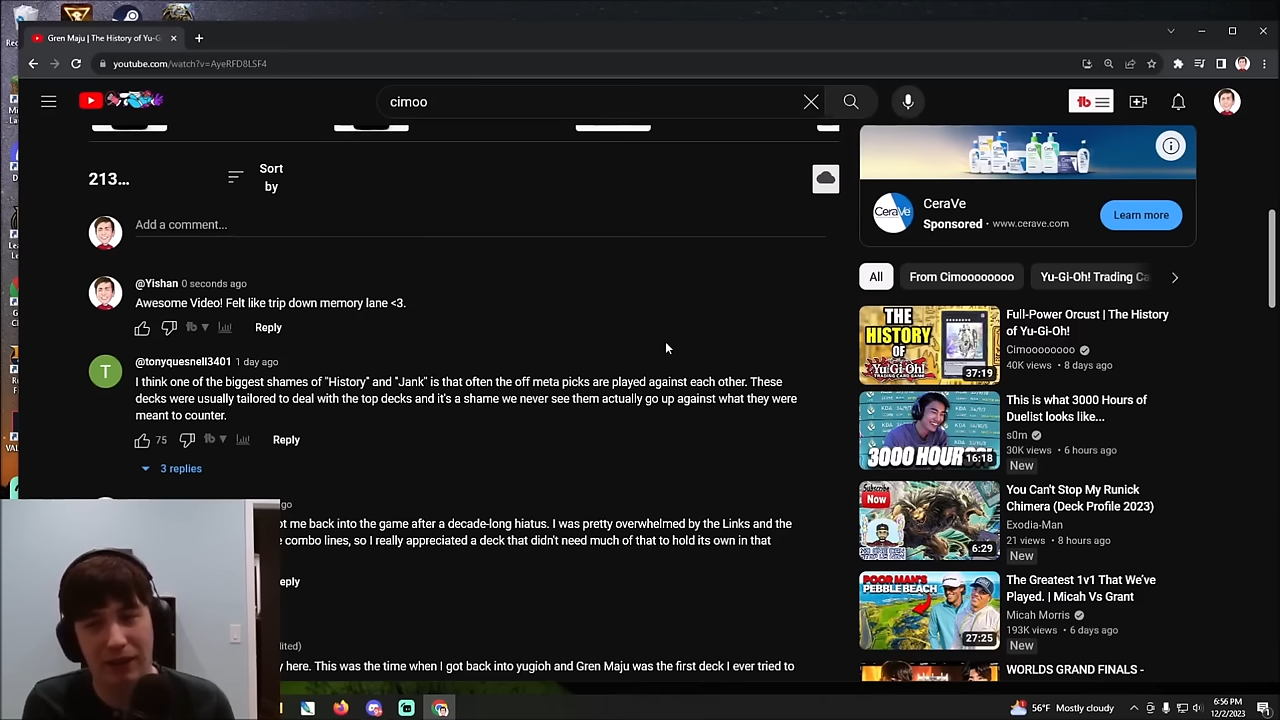 Gren Maju | The History of Yu-G
youtube.com/watch?v=AyeRFD8LSF4
cimoo
213...
Sort
by
Add a comment...
@Yishan 0 seconds ago
Awesome Video! Felt like trip down memory lane <3.
Reply
T
@tonyquesnell3401 1 day ago
I think one of the biggest shames of "History" and "Jank" is that often the off meta picks are played against each other. These
decks were usually tailored to deal with the top decks and it's a shame we never see them actually go up against what they were
meant to counter.
75
Reply
3 replies
go
ot me back into the game after a decade-long hiatus. I was pretty overwhelmed by the Links and the
e combo lines, so I really appreciated a deck that didn't need much of that to hold its own in that
eply
ited)
y here. This was the time when I got back into yugioh and Gren Maju was the first deck I ever tried to
CeraVe
CeraVe
Sponsored · www.cerave.com
Learn more
All
From Cimoooooooo
Yu-Gi-Oh! Trading Ca
THE
HISTORY
OF
37:19
Full-Power Orcust | The History
of Yu-Gi-Oh!
Cimoooooooo
40K views · 8 days ago
3000 HOURS
16:18
This is what 3000 Hours of
Duelist looks like...
s0m
30K views · 6 hours ago
New
Subscribe
Now
6:29
You Can't Stop My Runick
Chimera (Deck Profile 2023)
Exodia-Man
21 views · 8 hours ago
New
POOR MAN'S
PEBBLE BEACH
27:25
The Greatest 1v1 That We've
Played. | Micah Vs Grant
Micah Morris
193K views · 6 days ago
New
WORLDS GRAND FINALS -
56°F Mostly cloudy
6:56 PM
12/2/2023